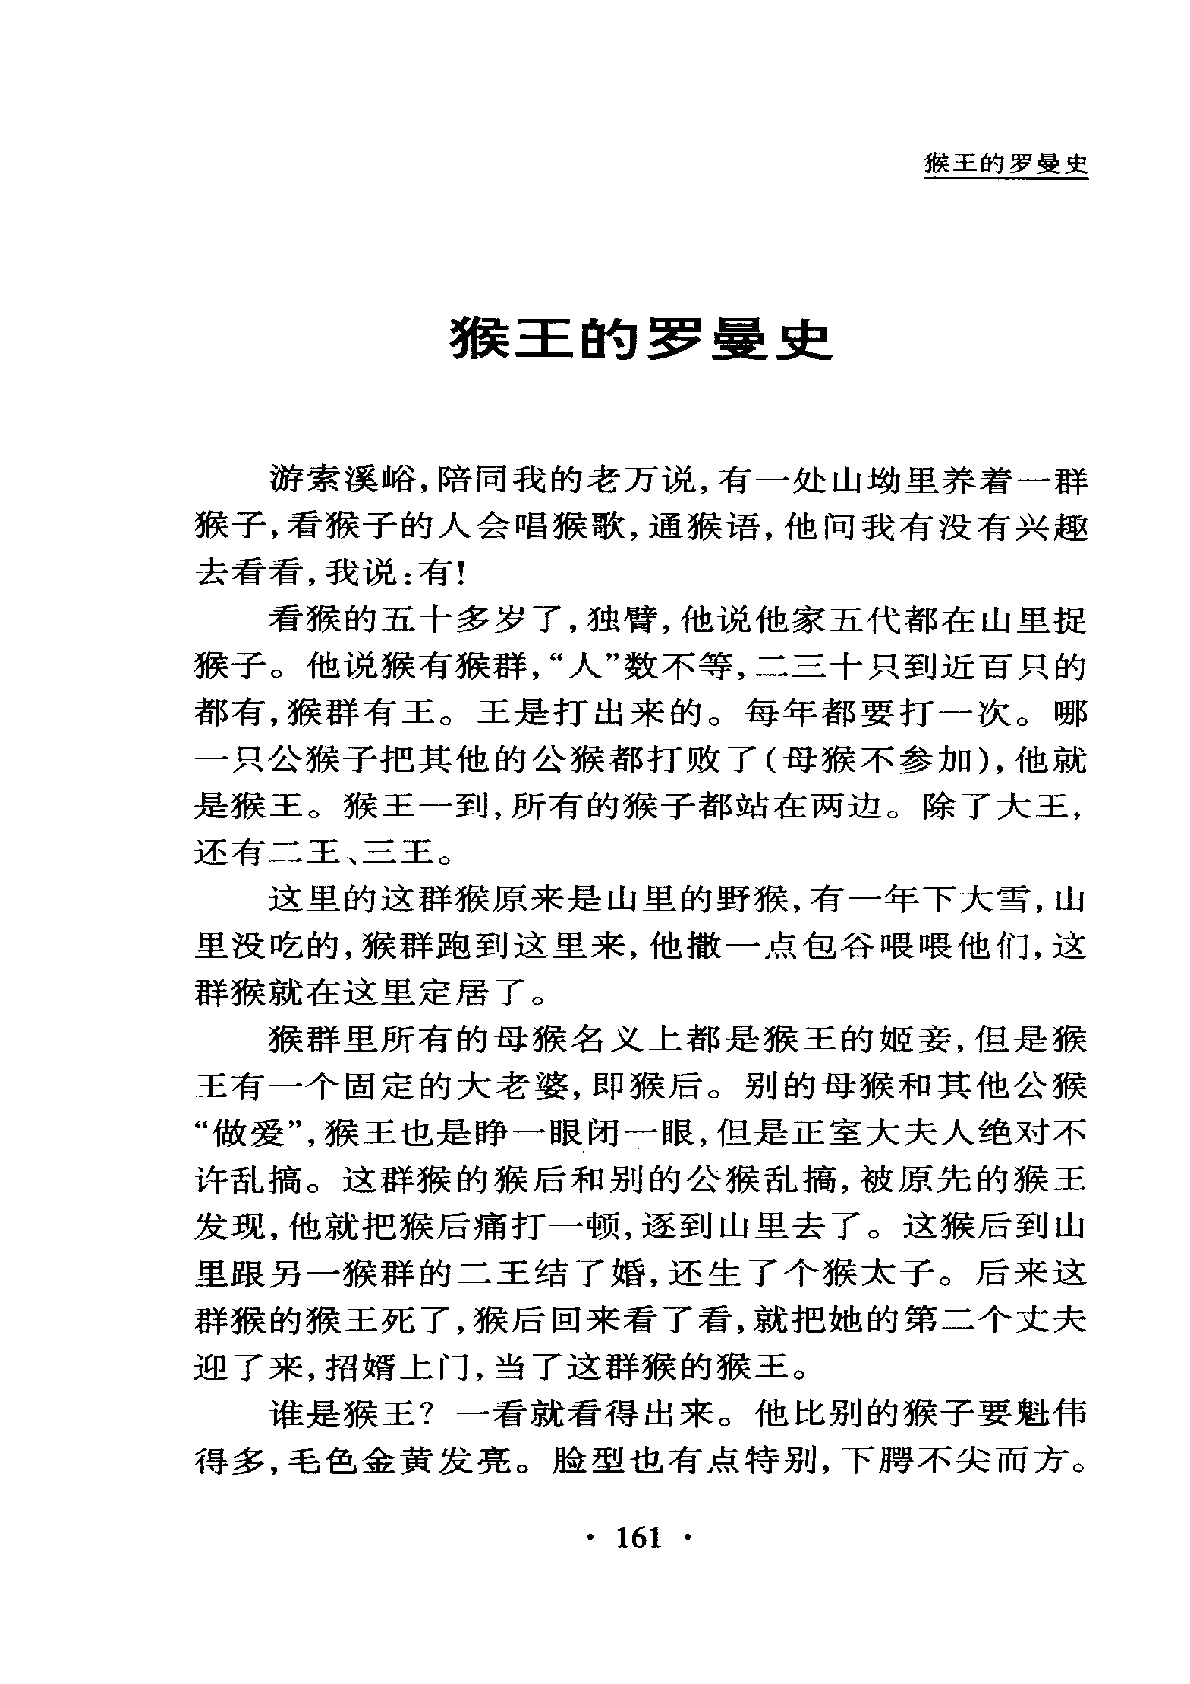 猴王的罗曼史
猴王的罗曼史
游索溪峪,陪同我的老万说,有一处山坳里养着一群
猴子,看猴子的人会唱猴歌,通猴语,他问我有没有兴趣
去看看,我说:有!
看猴的五十多岁了,独臂,他说他家五代都在山里捉
猴子。他说猴有猴群,“人”数不等,二三十只到近百只的
都有,猴群有王。王是打出来的。每年都要打一次。哪
一只公猴子把其他的公猴都打败了(母猴不参加),他就
是猴王。猴王一到,所有的猴子都站在两边。除了大王,
还有二王、三王。
这里的这群猴原来是山里的野猴,有一年下大雪,山
里没吃的,猴群跑到这里来,他撒一点包谷喂喂他们,这
群猴就在这里定居了。
猴群里所有的母猴名义上都是猴王的姬妾,但是猴
王有一个固定的大老婆,即猴后。别的母猴和其他公猴
“做爱”,猴王也是睁一眼闭一眼,但是正室大夫人绝对不
许乱搞。这群猴的猴后和别的公猴乱搞,被原先的猴王
发现,他就把猴后痛打一顿,逐到山里去了。这猴后到山
里跟另一猴群的二王结了婚,还生了个猴太子。后来这
群猴的猴王死了,猴后回来看了看,就把她的第二个丈夫
迎了来,招婿上门,当了这群猴的猴王。
谁是猴王? 一看就看得出来。他比别的猴子要魁伟
得多,毛色金黄发亮。脸型也有点特别,下腭不尖而方。
· 161 ·